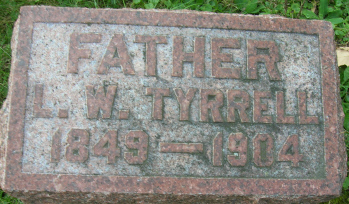 FATHER
L. W. TYRRELL
1849 — 1904